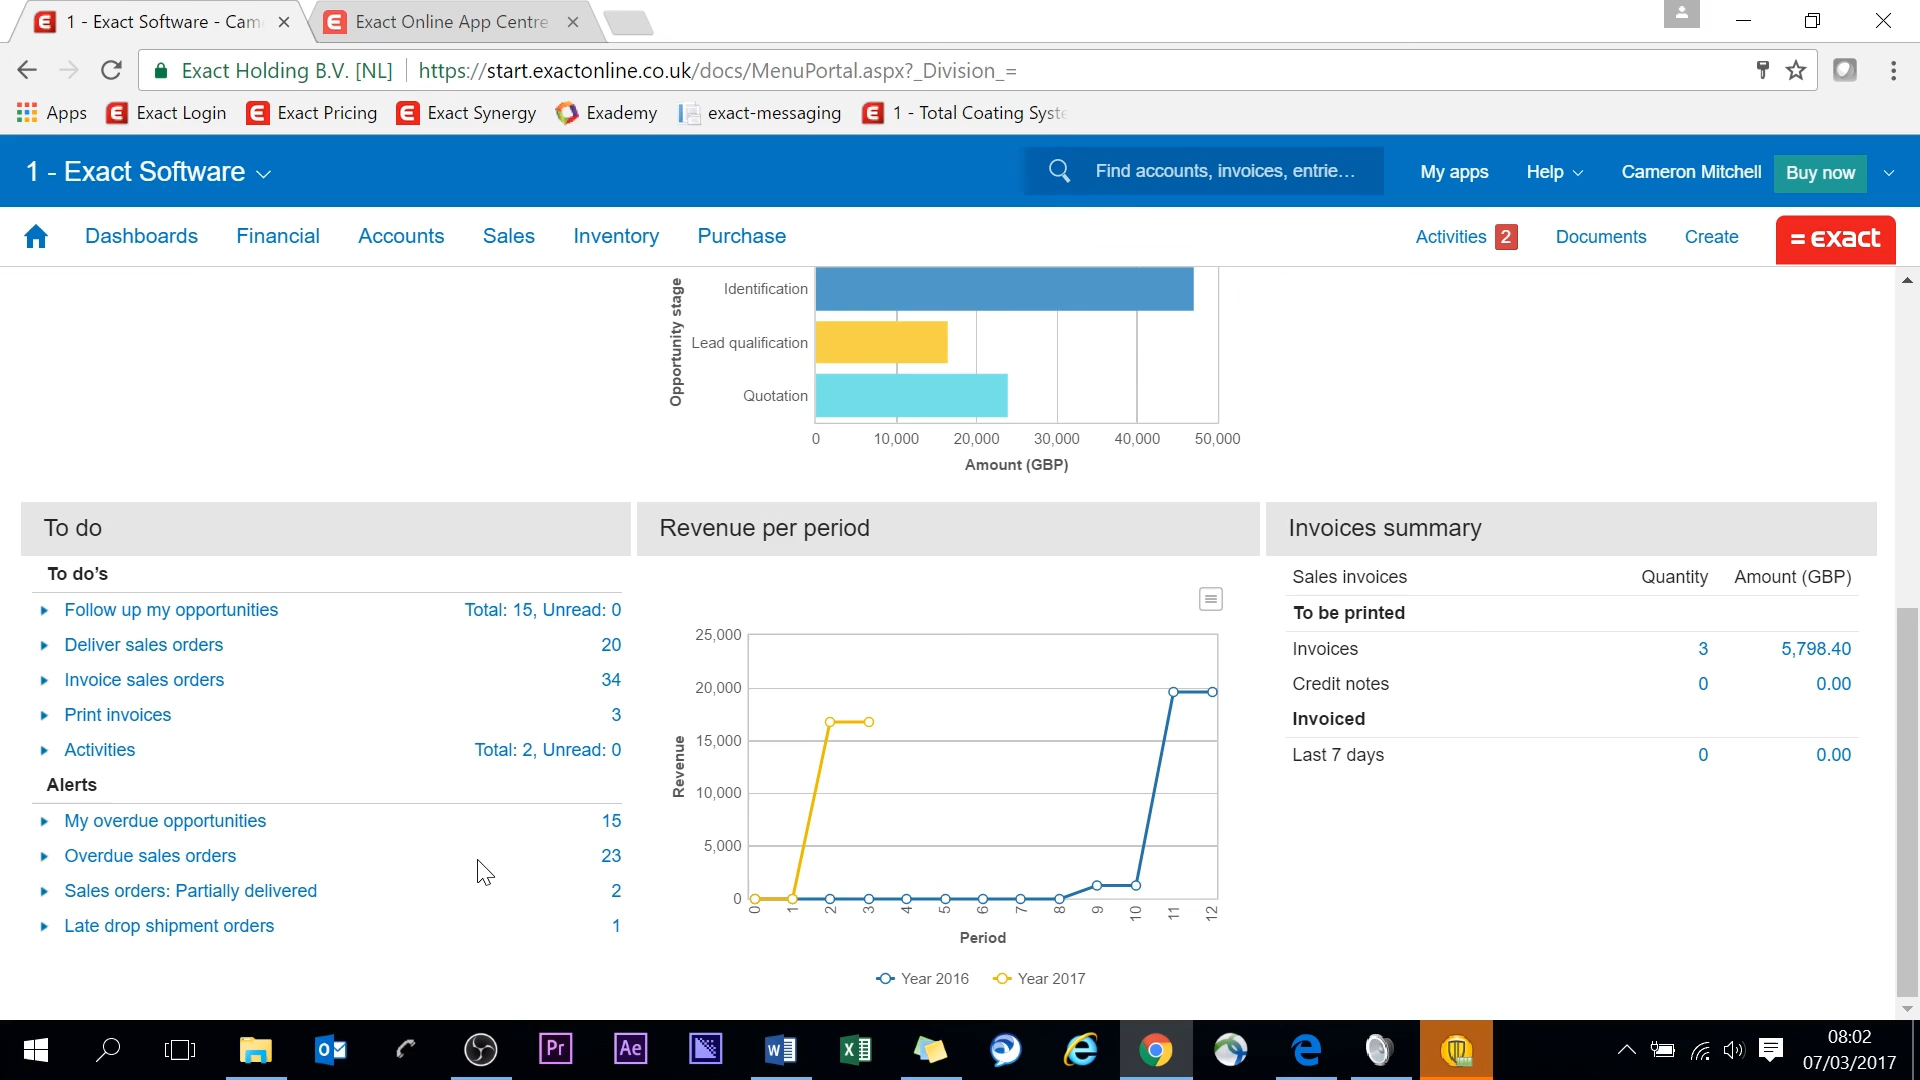 1 - Exact Software - Cam
Exact Online App Centre
Exact Holding B.V. [NL]
https://start.exactonline.co.uk/docs/MenuPortal.aspx?_Division_=
Apps
Exact Login
Exact Pricing
Exact Synergy
Exademy
exact-messaging
1 - Total Coating Syste
1 - Exact Software
Find accounts, invoices, entrie...
My apps
Help
Cameron Mitchell
Buy now
Dashboards
Financial
Accounts
Sales
Inventory
Purchase
Activities 2
Documents
Create
= exact
Opportunity stage
Identification
Lead qualification
Quotation
0 10,000 20,000 30,000 40,000 50,000
Amount (GBP)
To do
To do's
Follow up my opportunities Total: 15, Unread: 0
Deliver sales orders 20
Invoice sales orders 34
Print invoices 3
Activities Total: 2, Unread: 0
Alerts
My overdue opportunities 15
Overdue sales orders 23
Sales orders: Partially delivered 2
Late drop shipment orders 1
Revenue per period
Revenue
25,000
20,000
15,000
10,000
5,000
0
0 1 2 3 4 5 6 7 8 9 10 11 12
Period
Year 2016 Year 2017
Invoices summary
Sales invoices Quantity Amount (GBP)
To be printed
Invoices 3 5,798.40
Credit notes 0 0.00
Invoiced
Last 7 days 0 0.00
Pr
Ae
08:02
07/03/2017